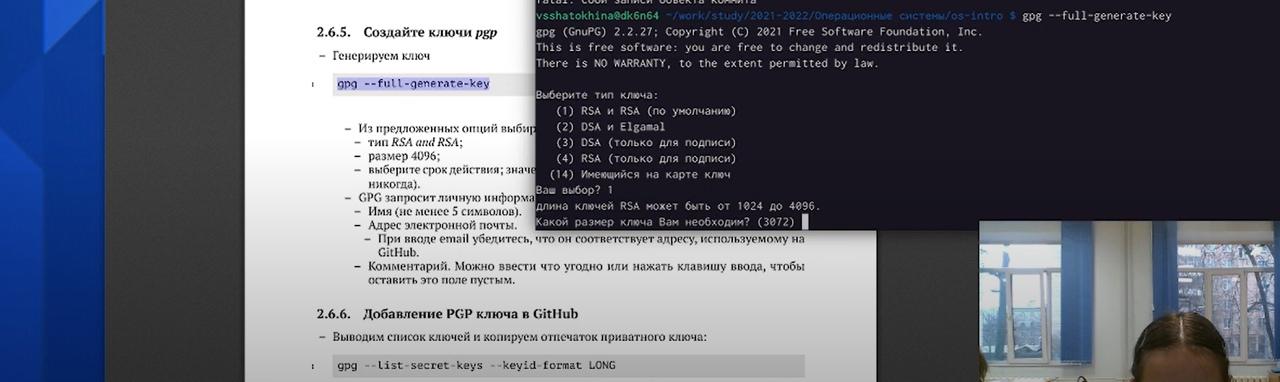 2.6.5. Создайте ключи pgp
– Генерируем ключ
1 gpg --full-generate-key
– Из предложенных опций выбир
– тип RSA and RSA;
– размер 4096;
– выберите срок действия; значе
никогда).
– GPG запросит личную информа
– Имя (не менее 5 символов).
– Адрес электронной почты.
– При вводе email убедитесь, что он соответствует адресу, используемому на
GitHub.
– Комментарий. Можно ввести что угодно или нажать клавишу ввода, чтобы
оставить это поле пустым.
2.6.6. Добавление PGP ключа в GitHub
– Выводим список ключей и копируем отпечаток приватного ключа:
1 gpg --list-secret-keys --keyid-format LONG
fatal: сбой записи объекта коммита
vsshatokhina@dk6n64 ~/work/study/2021-2022/Операционные системы/os-intro $ gpg --full-generate-key
gpg (GnuPG) 2.2.27; Copyright (C) 2021 Free Software Foundation, Inc.
This is free software: you are free to change and redistribute it.
There is NO WARRANTY, to the extent permitted by law.
Выберите тип ключа:
(1) RSA и RSA (по умолчанию)
(2) DSA и Elgamal
(3) DSA (только для подписи)
(4) RSA (только для подписи)
(14) Имеющийся на карте ключ
Ваш выбор? 1
длина ключей RSA может быть от 1024 до 4096.
Какой размер ключа Вам необходим? (3072)